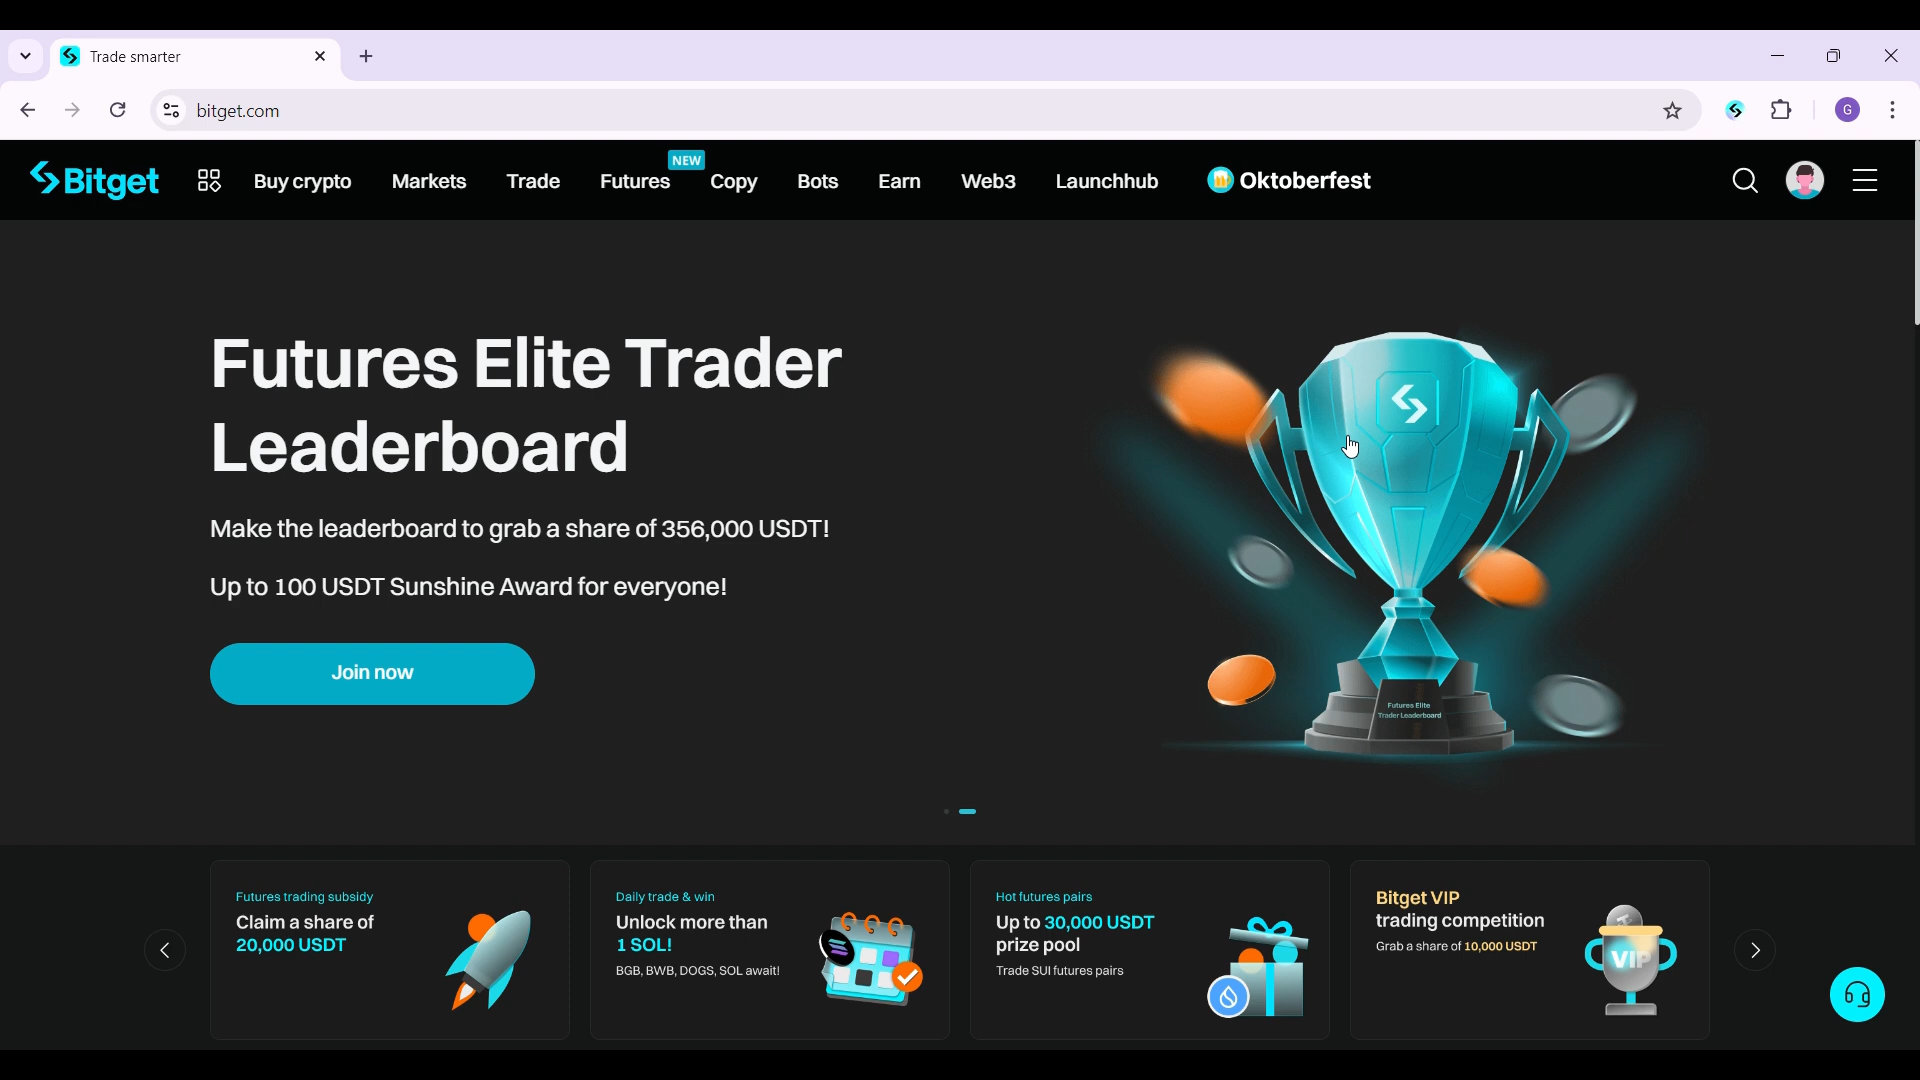 Trade smarter
bitget.com
G
Bitget
Buy crypto
Markets
Trade
Futures
NEW
Copy
Bots
Earn
Web3
Launchhub
Oktoberfest
Futures Elite Trader
Leaderboard
Make the leaderboard to grab a share of 356,000 USDT!
Up to 100 USDT Sunshine Award for everyone!
Join now
Futures Elite
Trader Leaderboard
Futures trading subsidy
Claim a share of
20,000 USDT
Daily trade & win
Unlock more than
1 SOL!
BGB, BWB, DOGS, SOL await!
Hot futures pairs
Up to 30,000 USDT
prize pool
Trade SUI futures pairs
Bitget VIP
trading competition
Grab a share of 10,000 USDT
VIP